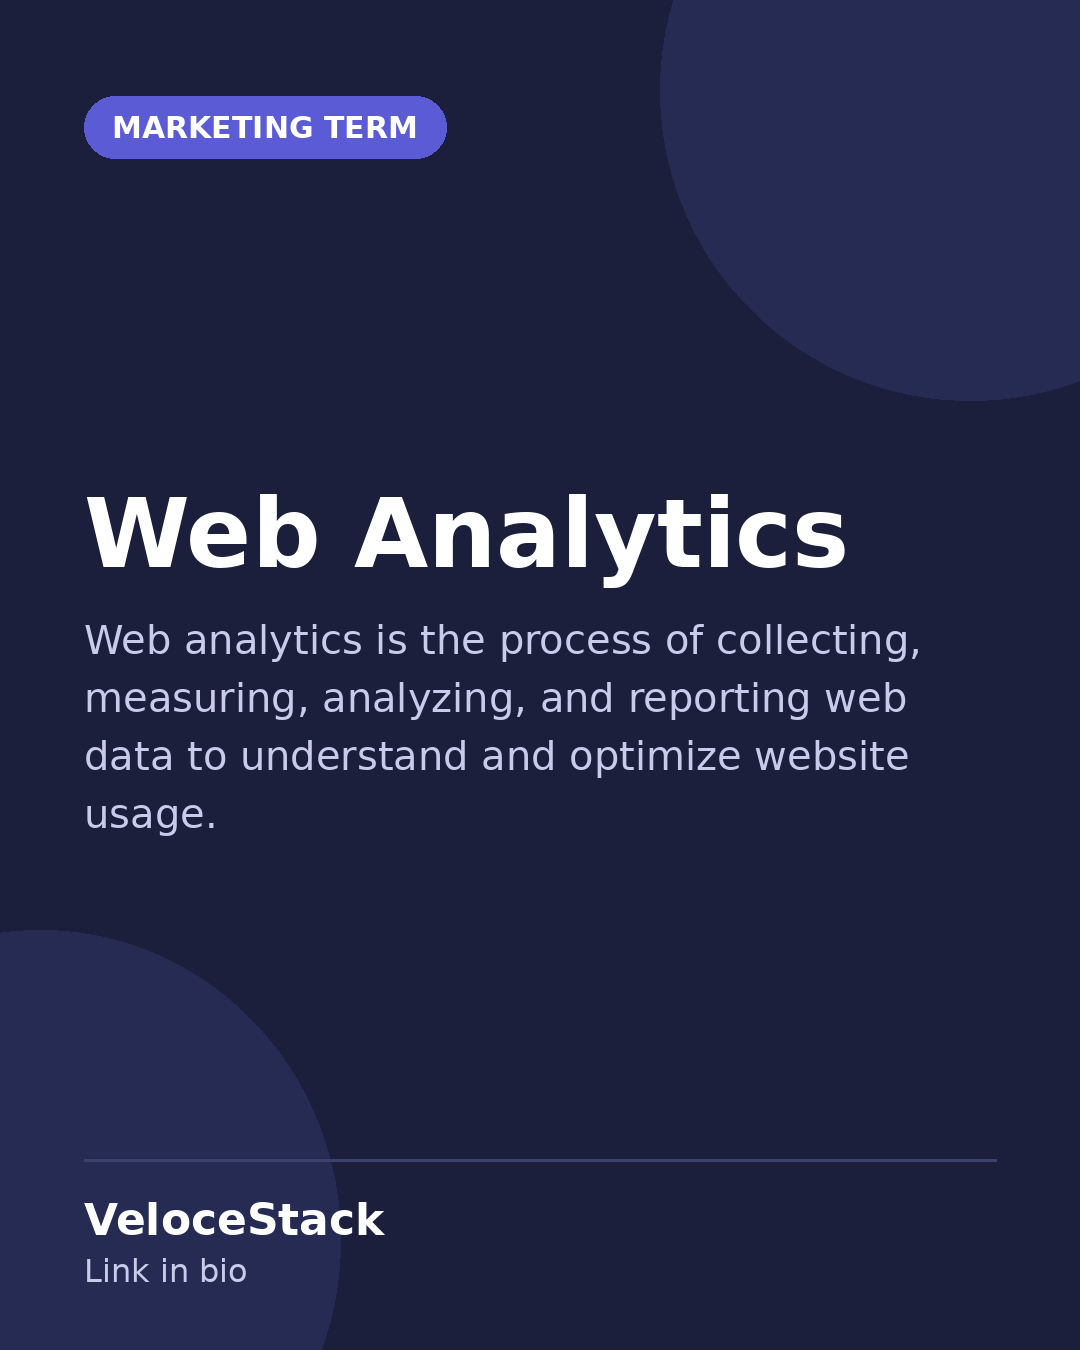 MARKETING TERM
Web Analytics
Web analytics is the process of collecting,
measuring, analyzing, and reporting web
data to understand and optimize website
usage.
VeloceStack
Link in bio